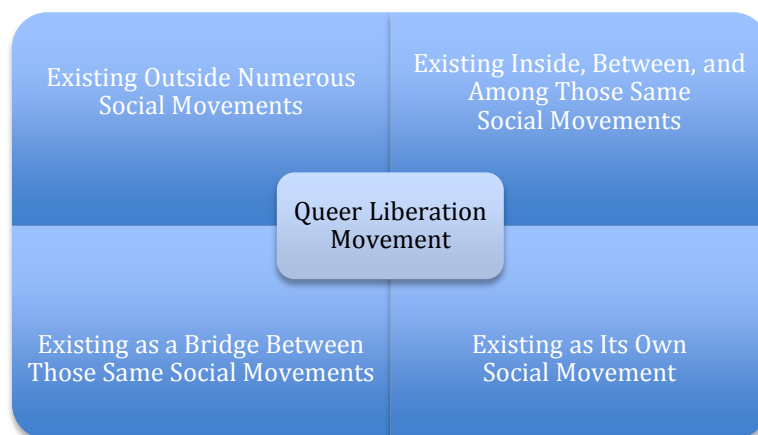 Existing Outside Numerous
Social Movements
Existing Inside, Between, and
Among Those Same
Social Movements
Queer Liberation
Movement
Existing as a Bridge Between
Those Same Social Movements
Existing as Its Own
Social Movement